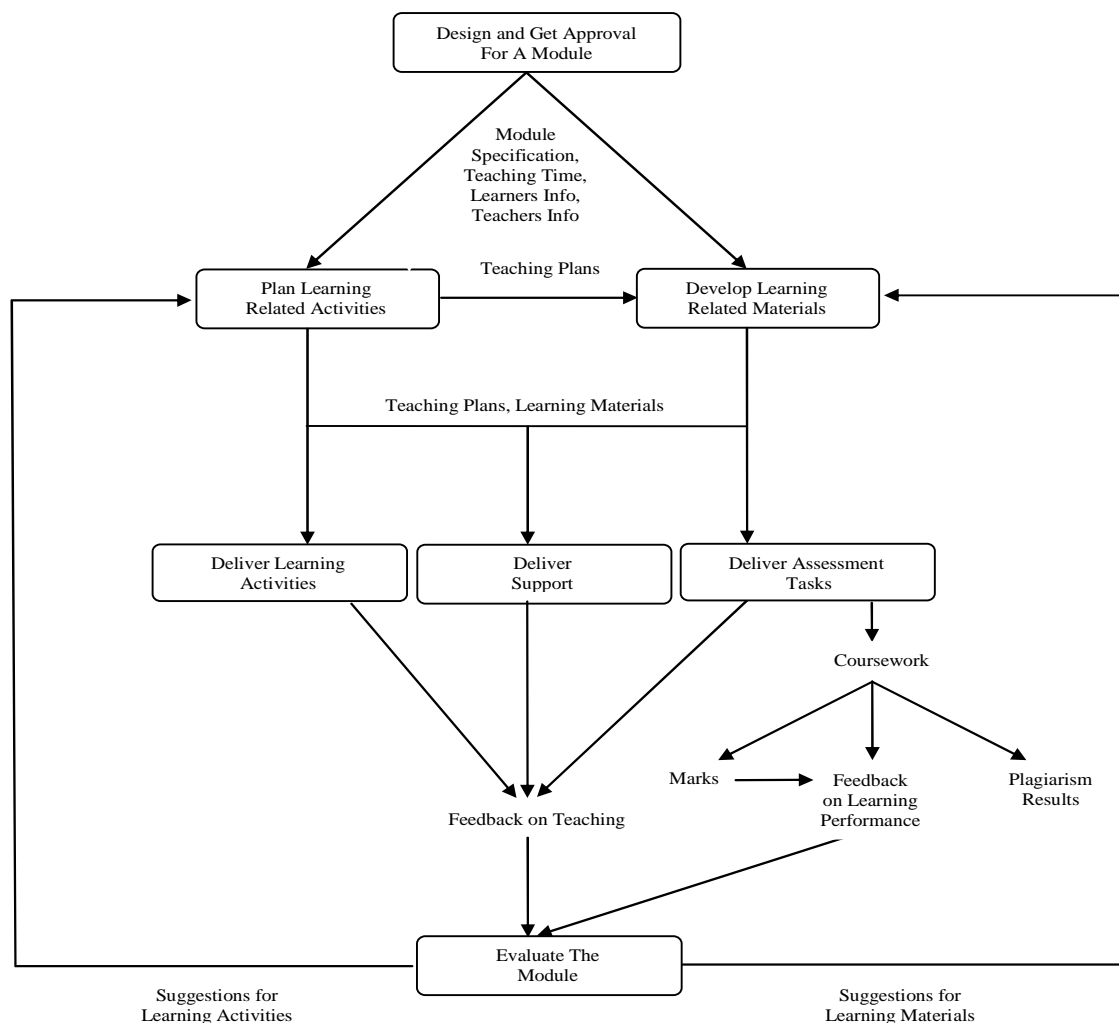 Design and Get Approval
For A Module
Module
Specification,
Teaching Time,
Learners Info,
Teachers Info
Teaching Plans
Plan Learning
Related Activities
Develop Learning
Related Materials
Teaching Plans, Learning Materials
Deliver Learning
Activities
Deliver
Support
Deliver Assessment
Tasks
Coursework
Marks
Feedback
on Learning
Performance
Plagiarism
Results
Feedback on Teaching
Evaluate The
Module
Suggestions for
Learning Activities
Suggestions for
Learning Materials